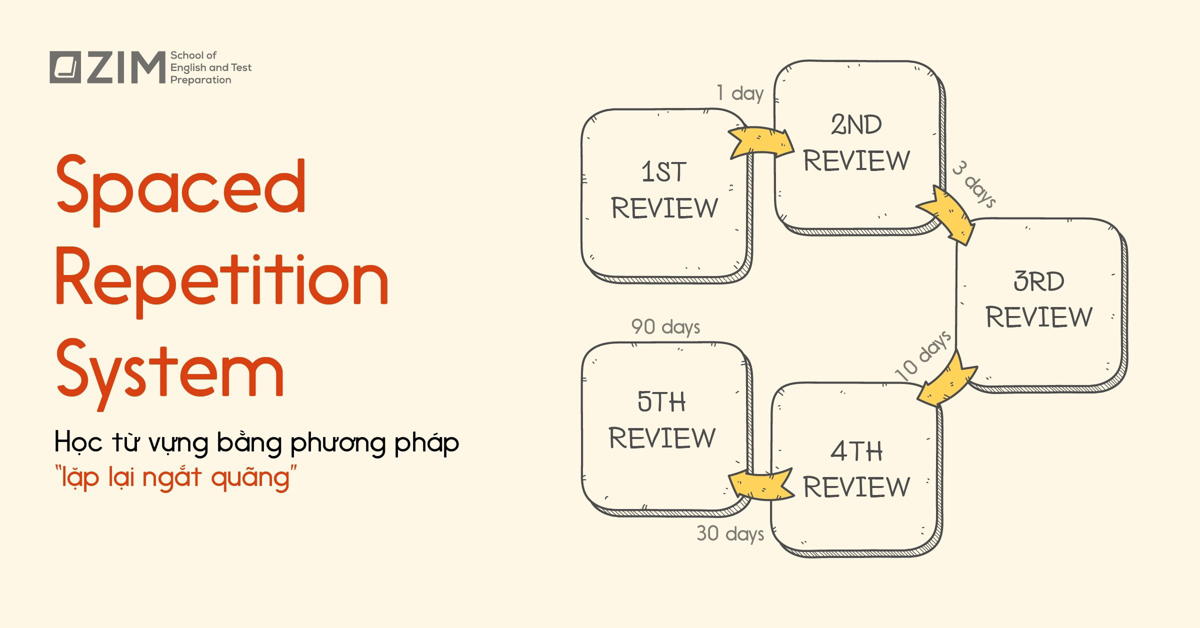 ZIM
School of
English and Test
Preparation
Spaced
Repetition
System
Học từ vựng bằng phương pháp
“lặp lại ngắt quãng”
1ST
REVIEW
1 day
2ND
REVIEW
3 days
3RD
REVIEW
10 days
4TH
REVIEW
30 days
5TH
REVIEW
90 days